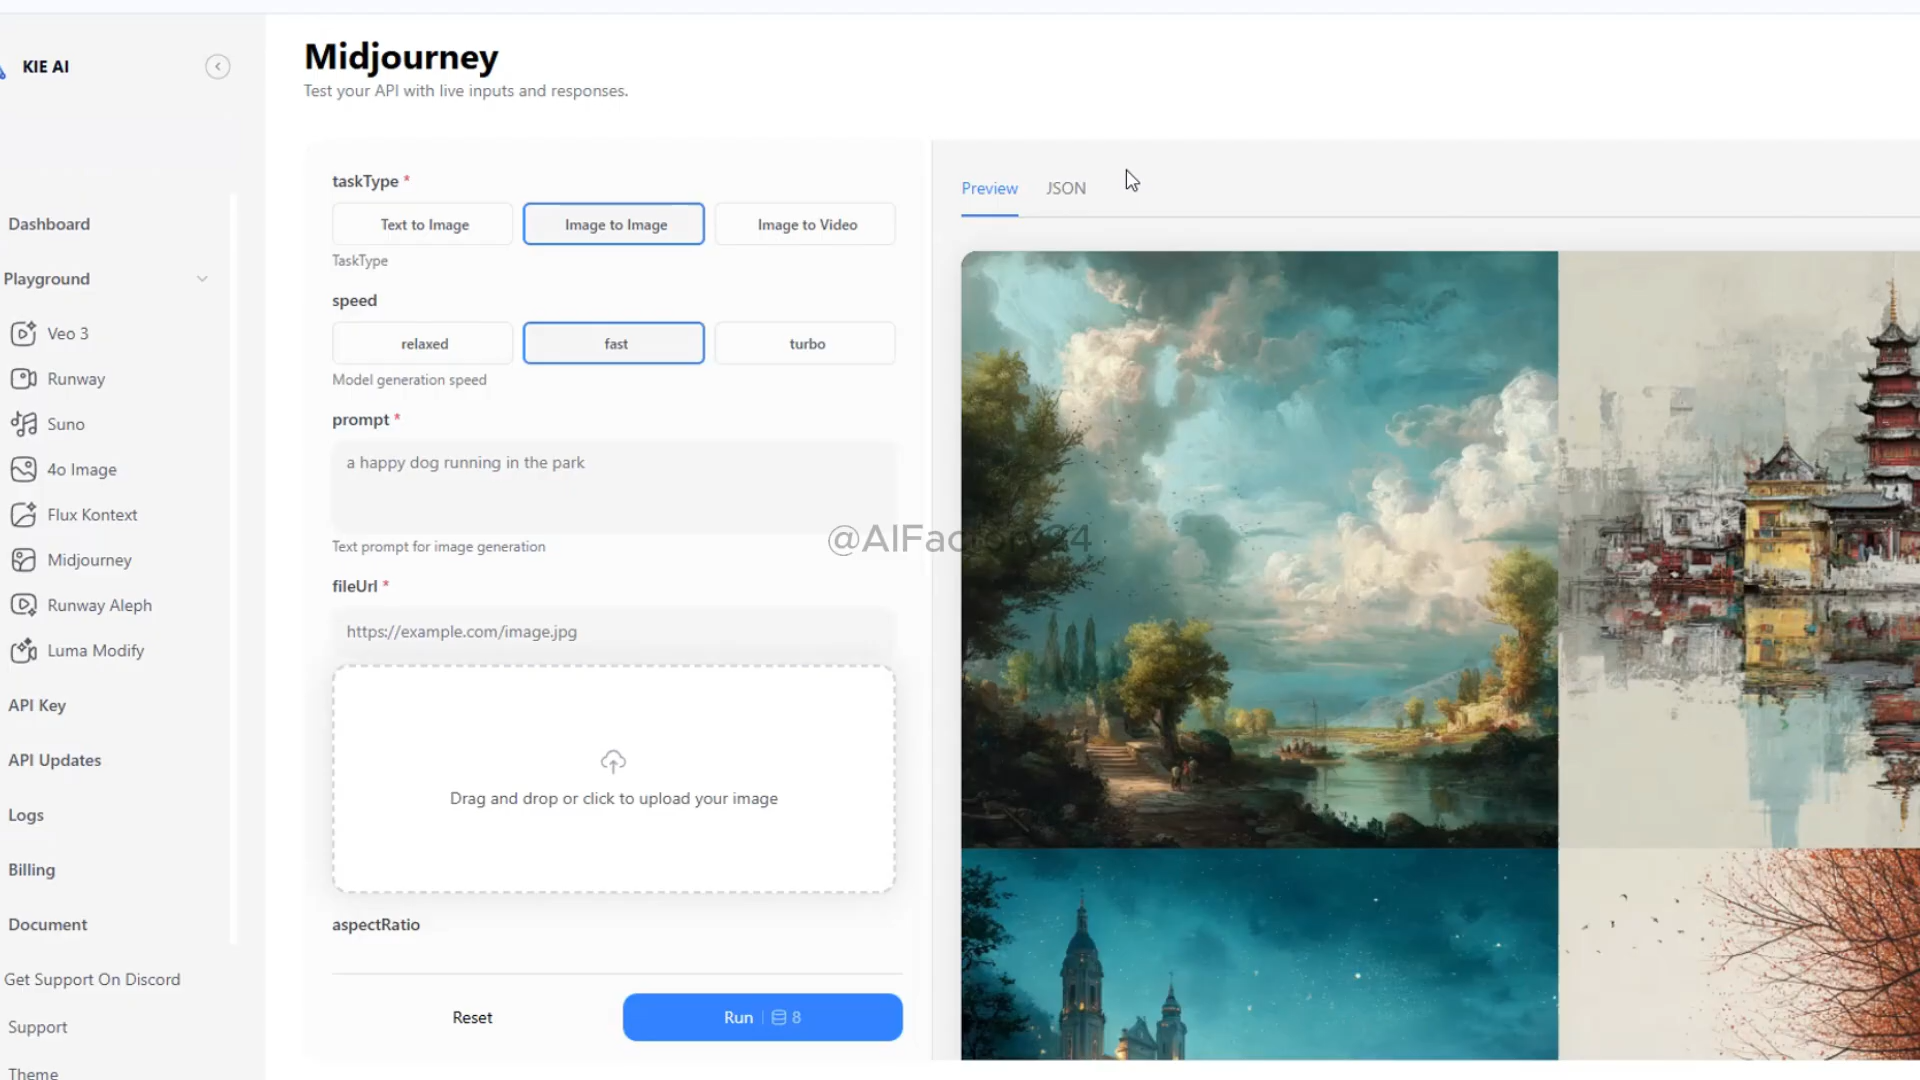 KIE AI
Dashboard
Playground
Veo 3
Runway
Suno
4o Image
Flux Kontext
Midjourney
Runway Aleph
Luma Modify
API Key
API Updates
Logs
Billing
Document
Get Support On Discord
Support
Theme
Midjourney
Test your API with live inputs and responses.
taskType *
Text to Image
Image to Image
Image to Video
TaskType
speed
relaxed
fast
turbo
Model generation speed
prompt *
a happy dog running in the park
Text prompt for image generation
fileUrl *
https://example.com/image.jpg
Drag and drop or click to upload your image
aspectRatio
Reset
Run 8
Preview
JSON
@AIFactory24